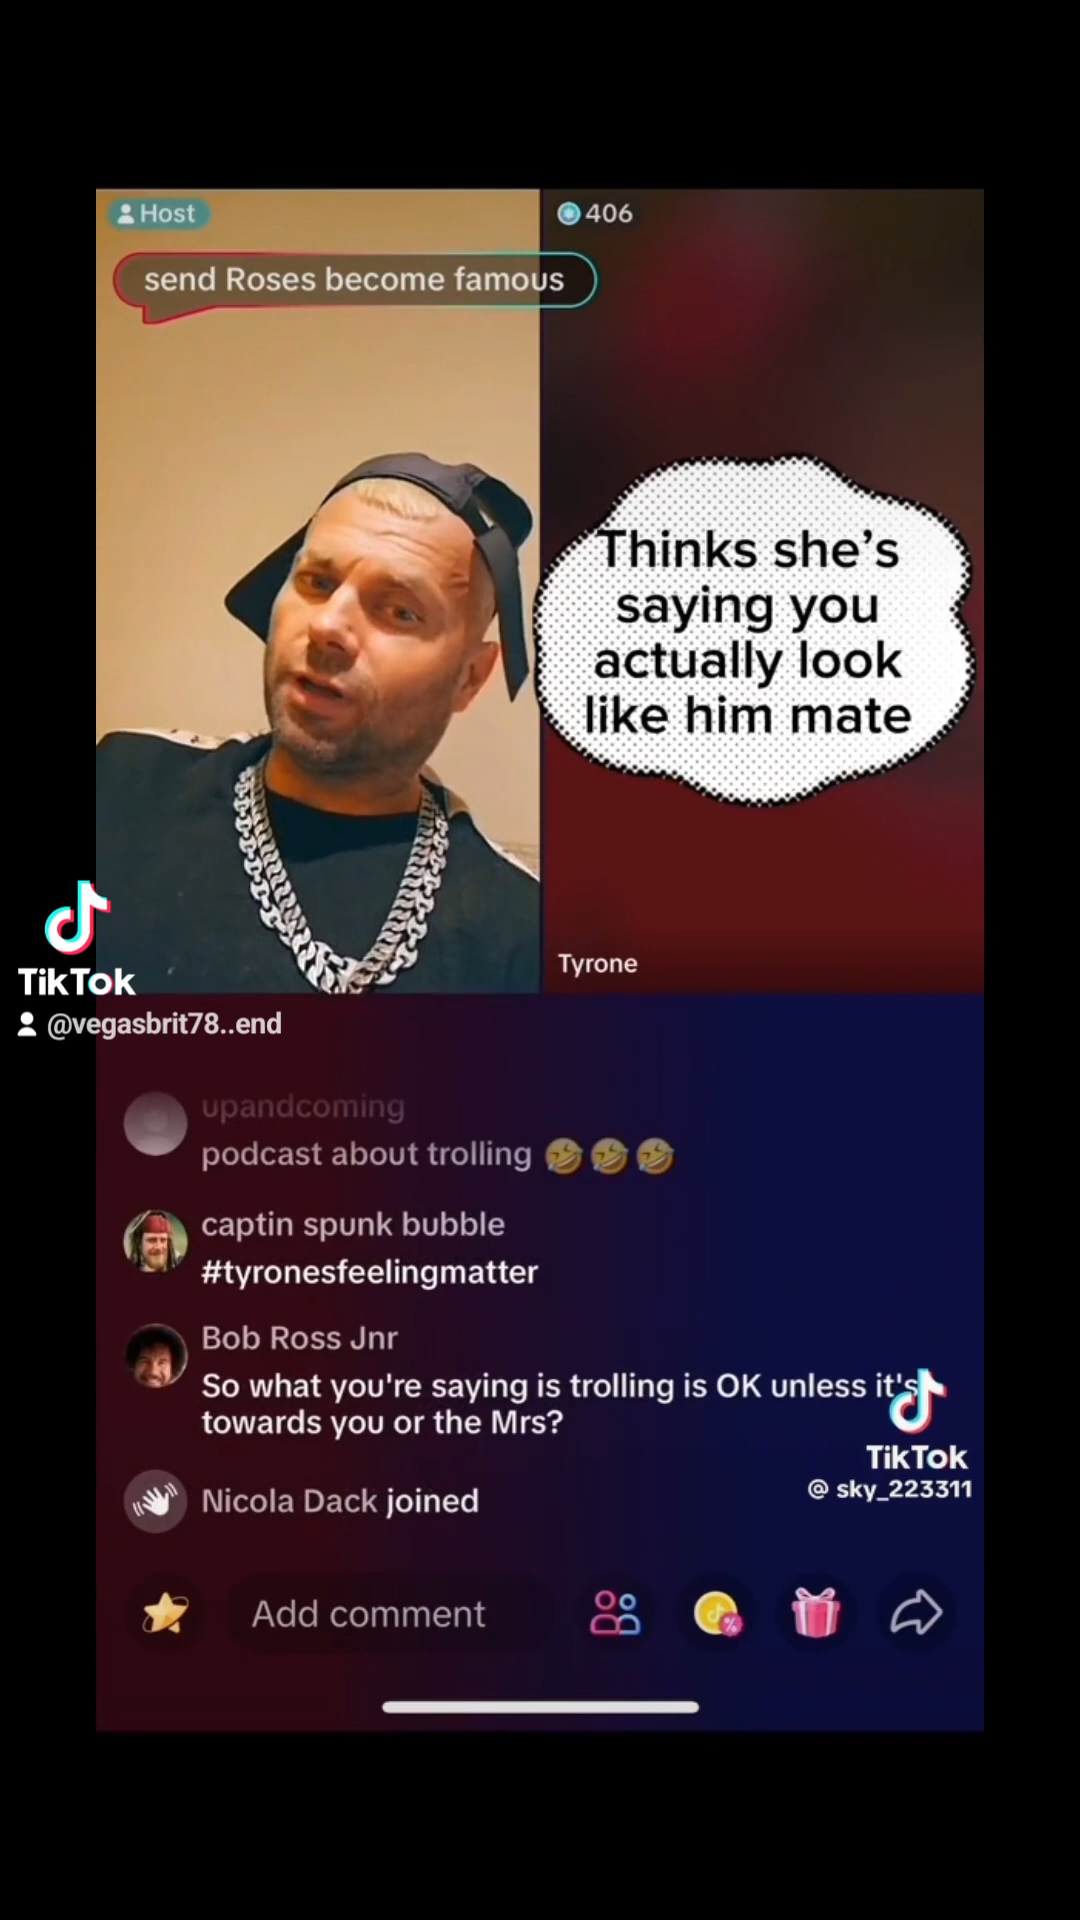 Host
406
send Roses become famous
Thinks she's
saying you
actually look
like him mate
Tyrone
TikTok
@vegasbrit78..end
upandcoming
podcast about trolling 🤣🤣🤣
captin spunk bubble
#tyronesfeelingmatter
Bob Ross Jnr
So what you're saying is trolling is OK unless it's
towards you or the Mrs?
TikTok
@ sky_223311
Nicola Dack joined
Add comment